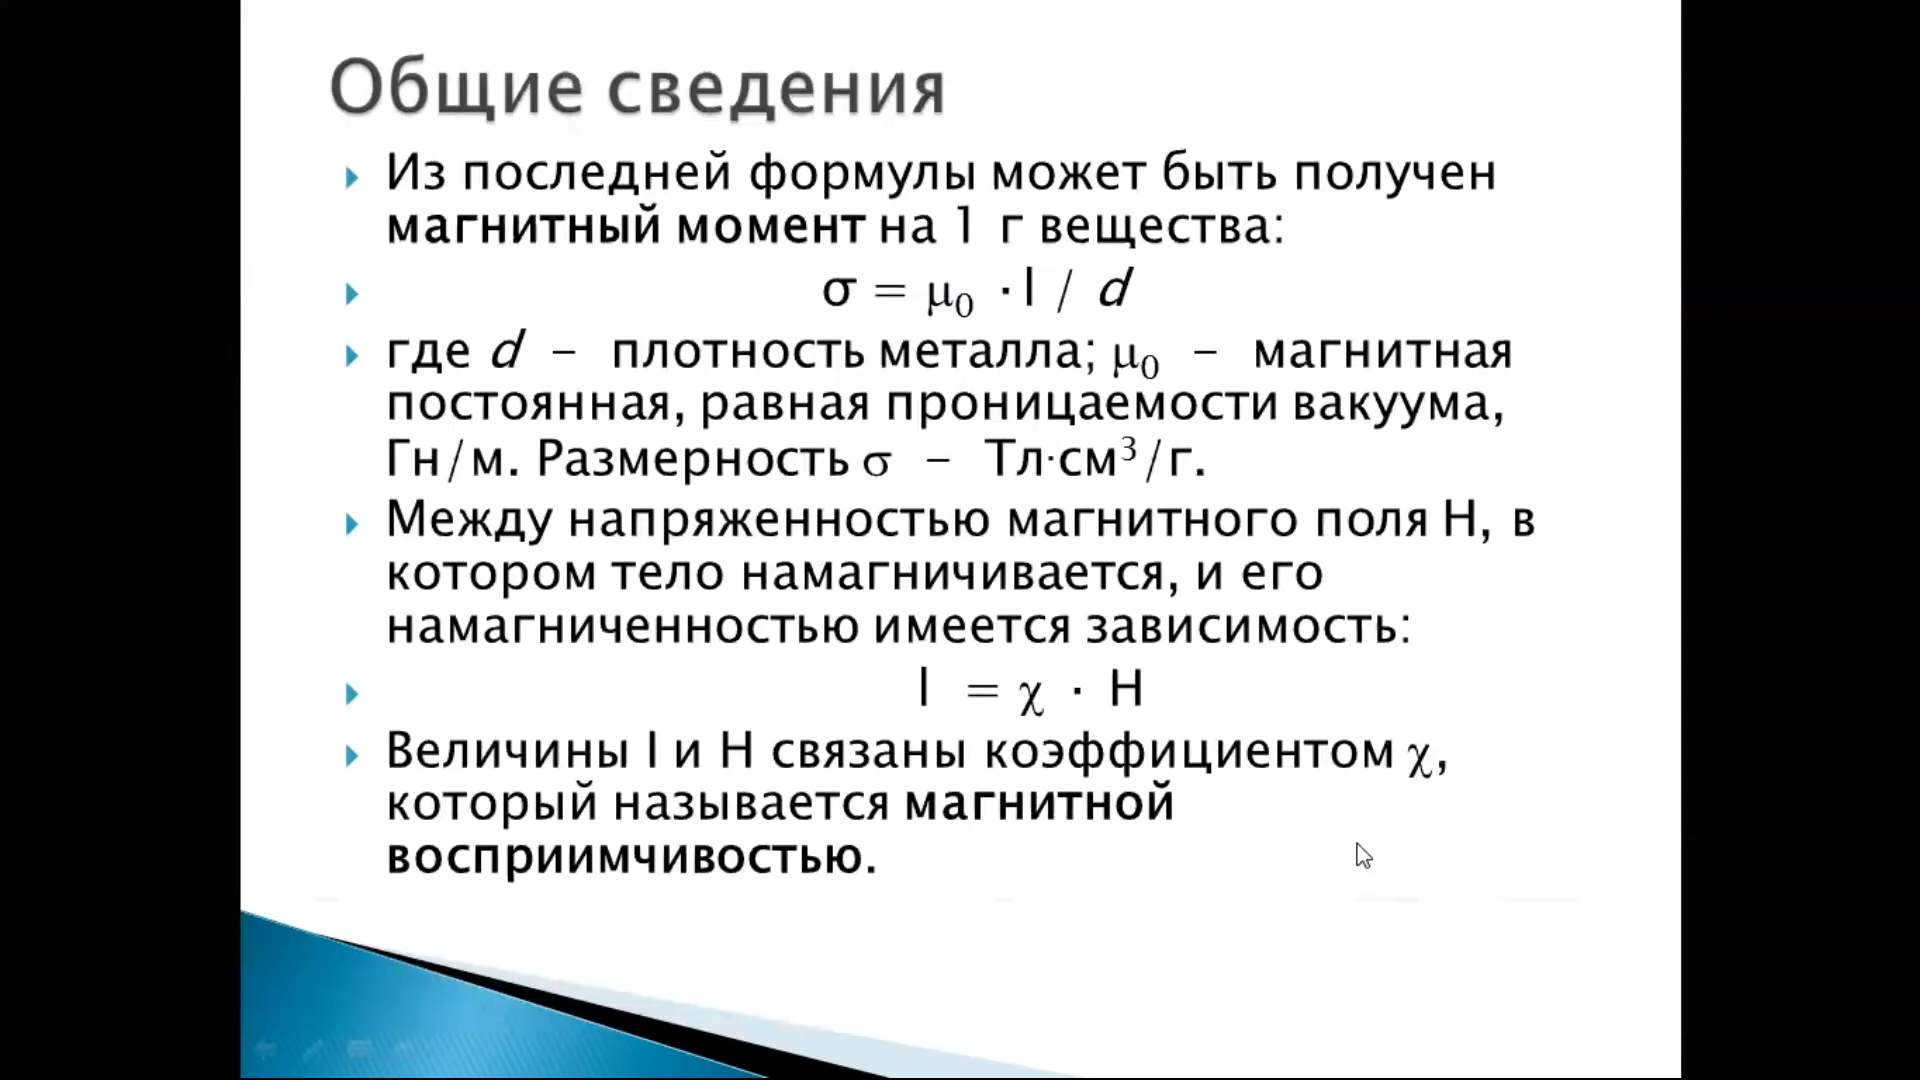 Общие сведения
Из последней формулы может быть получен
магнитный момент на 1 г вещества:
σ = μ₀ · I / d
где d – плотность металла; μ₀ – магнитная
постоянная, равная проницаемости вакуума,
Гн/м. Размерность σ – Тл·см³/г.
Между напряженностью магнитного поля Н, в
котором тело намагничивается, и его
намагниченностью имеется зависимость:
I = χ · H
Величины I и Н связаны коэффициентом χ,
который называется магнитной
восприимчивостью.